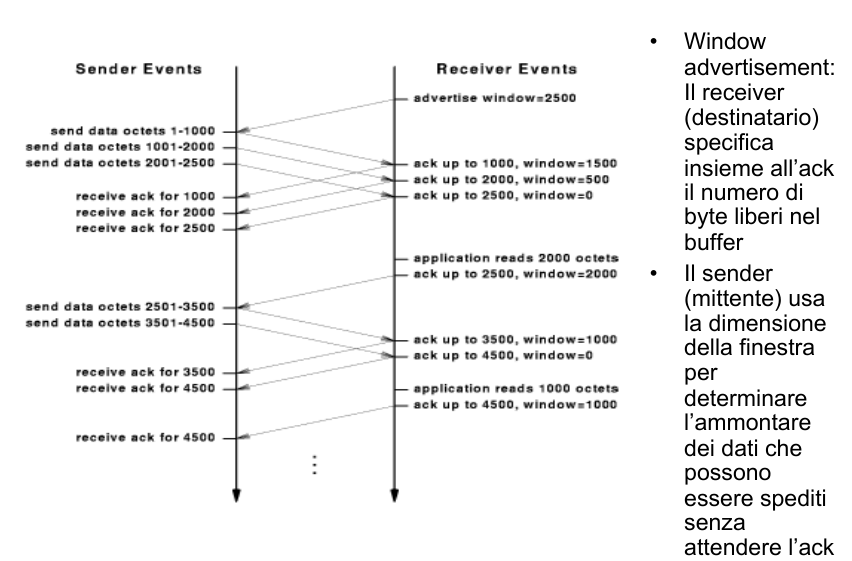 Sender Events
Receiver Events
advertise window=2500
send data octets 1-1000
send data octets 1001-2000
send data octets 2001-2500
ack up to 1000, window=1500
ack up to 2000, window=500
ack up to 2500, window=0
receive ack for 1000
receive ack for 2000
receive ack for 2500
application reads 2000 octets
ack up to 2500, window=2000
send data octets 2501-3500
send data octets 3501-4500
ack up to 3500, window=1000
ack up to 4500, window=0
receive ack for 3500
receive ack for 4500
application reads 1000 octets
ack up to 4500, window=1000
receive ack for 4500
• Window
advertisement:
Il receiver
(destinatario)
specifica
insieme all’ack
il numero di
byte liberi nel
buffer
• Il sender
(mittente) usa
la dimensione
della finestra
per
determinare
l’ammontare
dei dati che
possono
essere spediti
senza
attendere l’ack